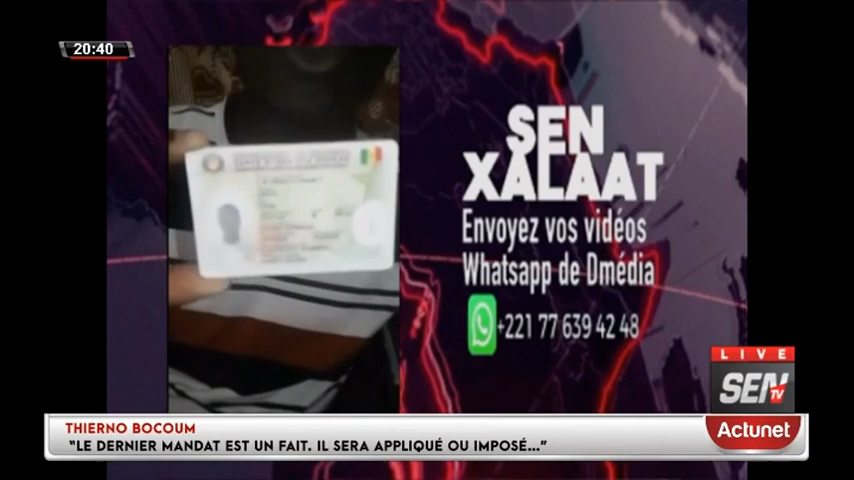 20:40
SEN
XALAAT
Envoyez vos vidéos
Whatsapp de Dmédia
+221 77 639 42 48
LIVE
SEN
TV
THIERNO BOCOUM
Actunet
"LE DERNIER MANDAT EST UN FAIT. IL SERA APPLIQUÉ OU IMPOSÉ..."